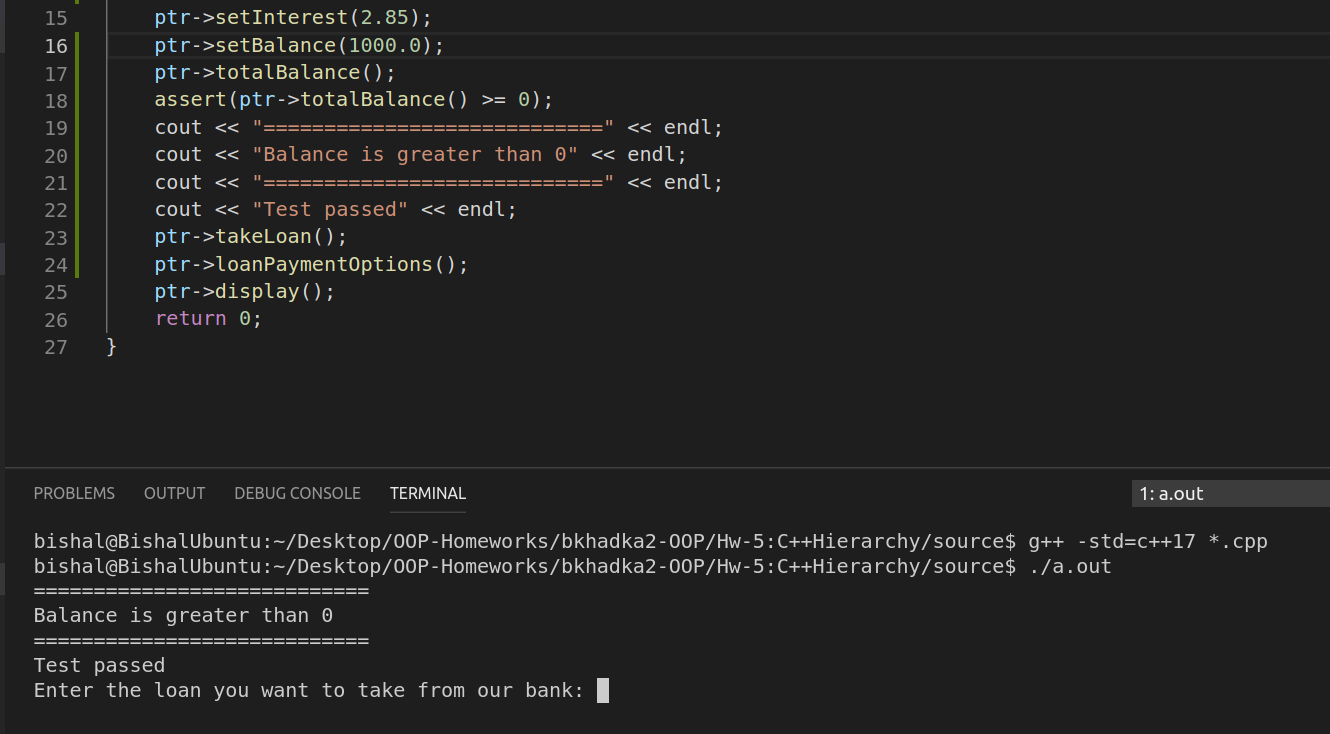 15 ptr->setInterest(2.85);
16 ptr->setBalance(1000.0);
17 ptr->totalBalance();
18 assert(ptr->totalBalance() >= 0);
19 cout << "============================" << endl;
20 cout << "Balance is greater than 0" << endl;
21 cout << "============================" << endl;
22 cout << "Test passed" << endl;
23 ptr->takeLoan();
24 ptr->loanPaymentOptions();
25 ptr->display();
26 return 0;
27 }
PROBLEMS OUTPUT DEBUG CONSOLE TERMINAL 1: a.out
bishal@BishalUbuntu:~/Desktop/OOP-Homeworks/bkhadka2-OOP/Hw-5:C++Hierarchy/source$ g++ -std=c++17 *.cpp
bishal@BishalUbuntu:~/Desktop/OOP-Homeworks/bkhadka2-OOP/Hw-5:C++Hierarchy/source$ ./a.out
============================
Balance is greater than 0
============================
Test passed
Enter the loan you want to take from our bank: